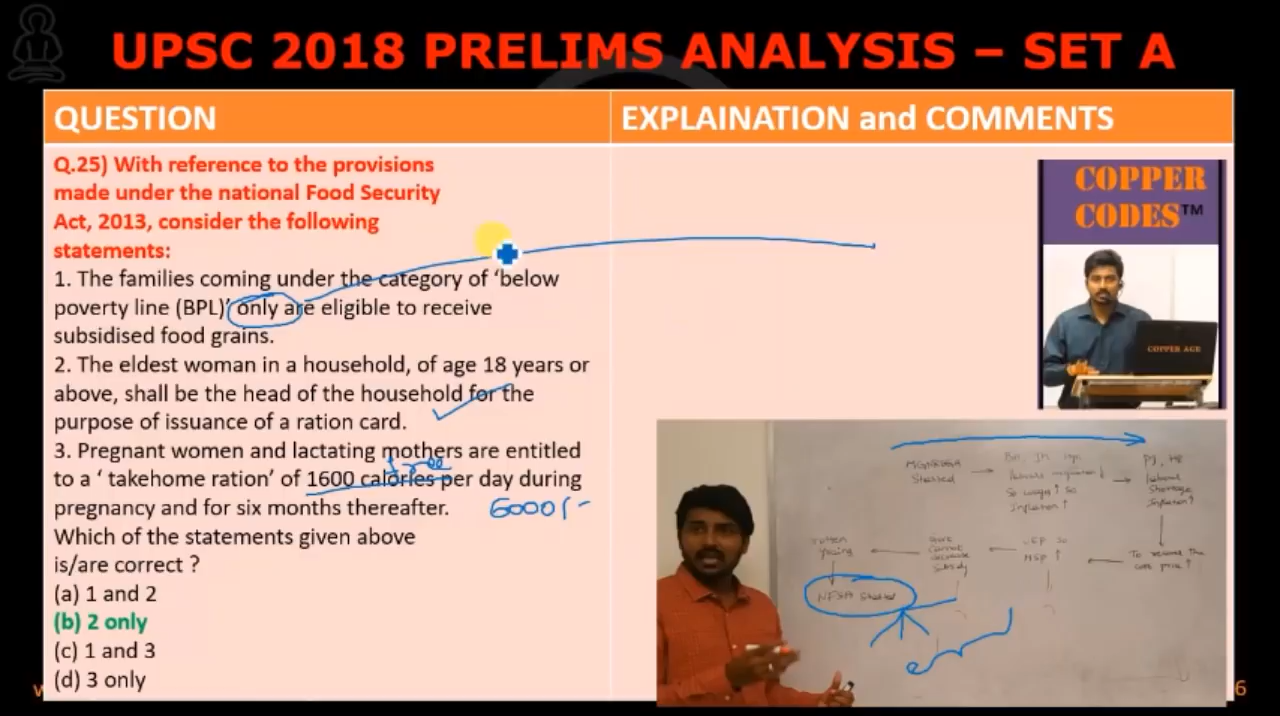 UPSC 2018 PRELIMS ANALYSIS – SET A
QUESTION
EXPLAINATION and COMMENTS
Q.25) With reference to the provisions
made under the national Food Security
Act, 2013, consider the following
statements:
1. The families coming under the category of ‘below
poverty line (BPL)’ only are eligible to receive
subsidised food grains.
2. The eldest woman in a household, of age 18 years or
above, shall be the head of the household for the
purpose of issuance of a ration card.
3. Pregnant women and lactating mothers are entitled
free
to a ‘ takehome ration’ of 1600 calories per day during
pregnancy and for six months thereafter.
6000/-
Which of the statements given above
is/are correct ?
(a) 1 and 2
(b) 2 only
(c) 1 and 3
(d) 3 only
COPPER
CODES™
COPPER AGE
MGNREGA
Started
Labour
Shortage
Inflation?
MSP ↑
NFSA Started
6